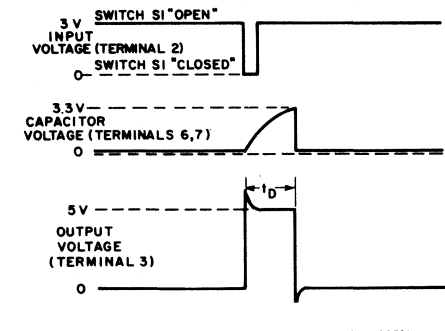 SWITCH S1 "OPEN"
3 V
INPUT
VOLTAGE (TERMINAL 2)
SWITCH S1 "CLOSED"
0
3.3 V
CAPACITOR
VOLTAGE (TERMINALS 6,7)
0
tD
5 V
OUTPUT
VOLTAGE
(TERMINAL 3)
0